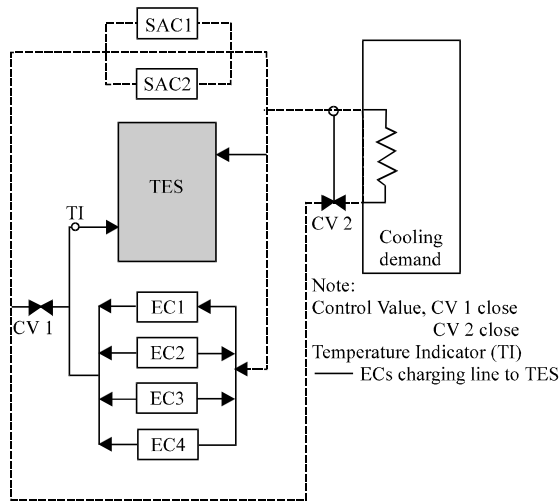 SAC1
SAC2
TES
TI
CV 2
Cooling
demand
CV 1
EC1
EC2
EC3
EC4
Note:
Control Value, CV 1 close
CV 2 close
Temperature Indicator (TI)
ECs charging line to TES